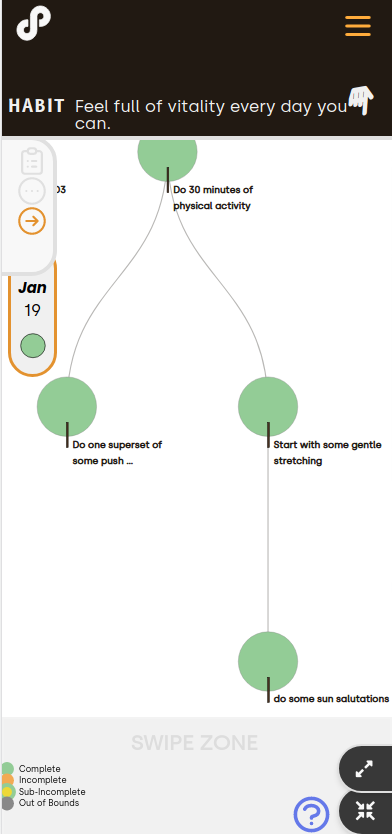 HABIT Feel full of vitality every day you
can.
03
Do 30 minutes of
physical activity
Jan
19
Do one superset of
some push ...
Start with some gentle
stretching
do some sun salutations
SWIPE ZONE
Complete
Incomplete
Sub-Incomplete
Out of Bounds
?